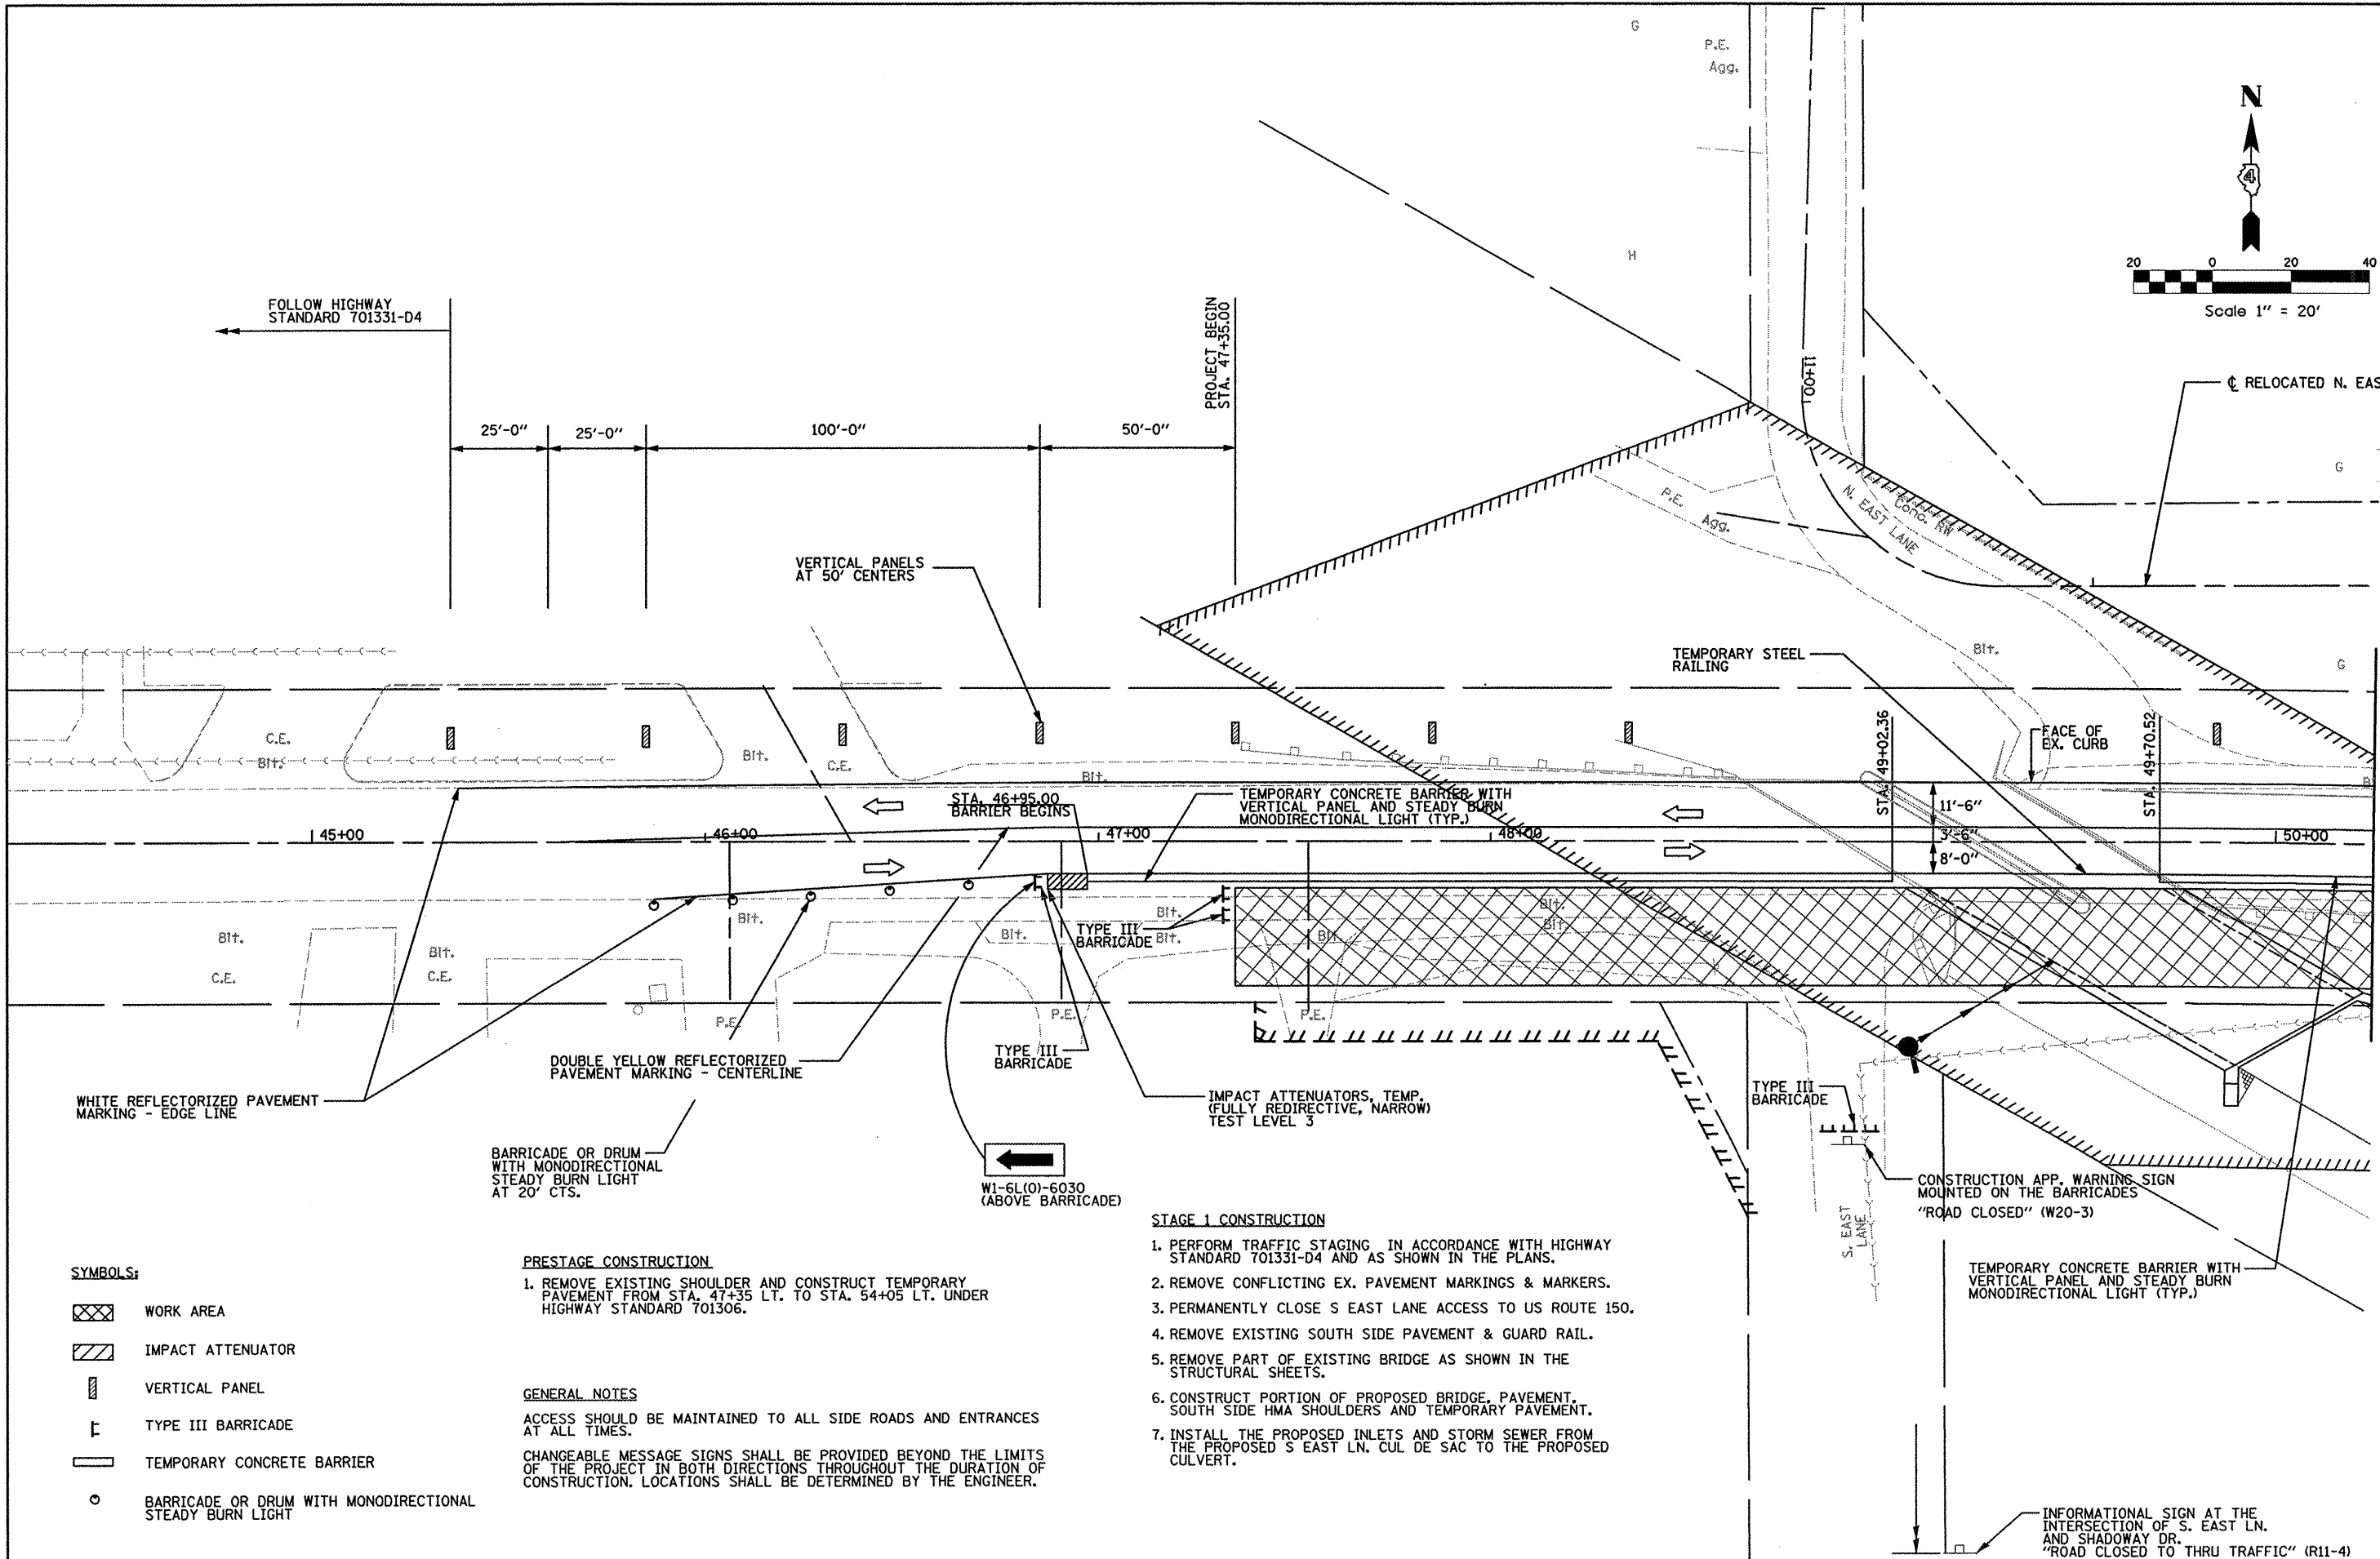 G
P.E.
Agg.
N
4
H
20
0
20
40
Scale 1" = 20'
FOLLOW HIGHWAY
STANDARD 701331-D4
PROJECT BEGIN
STA. 47+35.00
11+00
℄ RELOCATED N. EAS
25'-0"
25'-0"
100'-0"
50'-0"
G
P.E.
Agg.
N. EAST LANE
Conc. RW
VERTICAL PANELS
AT 50' CENTERS
TEMPORARY STEEL
RAILING
Bit.
G
C.E.
Bit.
Bit.
C.E.
Bit.
STA. 49+02.36
FACE OF
EX. CURB
STA. 49+70.52
STA. 46+95.00
BARRIER BEGINS
TEMPORARY CONCRETE BARRIER WITH
VERTICAL PANEL AND STEADY BURN
MONODIRECTIONAL LIGHT (TYP.)
11'-6"
3'-6"
8'-0"
45+00
46+00
47+00
48+00
50+00
Bit.
Bit.
Bit.
Bit.
Bit.
Bit.
Bit.
Bit.
Bit.
C.E.
C.E.
TYPE III
BARRICADE
P.E.
P.E.
P.E.
DOUBLE YELLOW REFLECTORIZED
PAVEMENT MARKING - CENTERLINE
TYPE III
BARRICADE
WHITE REFLECTORIZED PAVEMENT
MARKING - EDGE LINE
IMPACT ATTENUATORS, TEMP.
(FULLY REDIRECTIVE, NARROW)
TEST LEVEL 3
TYPE III
BARRICADE
BARRICADE OR DRUM
WITH MONODIRECTIONAL
STEADY BURN LIGHT
AT 20' CTS.
W1-6L(O)-6030
(ABOVE BARRICADE)
CONSTRUCTION APP. WARNING SIGN
MOUNTED ON THE BARRICADES
"ROAD CLOSED" (W20-3)
S. EAST
LANE
TEMPORARY CONCRETE BARRIER WITH
VERTICAL PANEL AND STEADY BURN
MONODIRECTIONAL LIGHT (TYP.)
SYMBOLS:
WORK AREA
IMPACT ATTENUATOR
VERTICAL PANEL
TYPE III BARRICADE
TEMPORARY CONCRETE BARRIER
BARRICADE OR DRUM WITH MONODIRECTIONAL
STEADY BURN LIGHT
PRESTAGE CONSTRUCTION
1. REMOVE EXISTING SHOULDER AND CONSTRUCT TEMPORARY
PAVEMENT FROM STA. 47+35 LT. TO STA. 54+05 LT. UNDER
HIGHWAY STANDARD 701306.
GENERAL NOTES
ACCESS SHOULD BE MAINTAINED TO ALL SIDE ROADS AND ENTRANCES
AT ALL TIMES.
CHANGEABLE MESSAGE SIGNS SHALL BE PROVIDED BEYOND THE LIMITS
OF THE PROJECT IN BOTH DIRECTIONS THROUGHOUT THE DURATION OF
CONSTRUCTION. LOCATIONS SHALL BE DETERMINED BY THE ENGINEER.
STAGE 1 CONSTRUCTION
1. PERFORM TRAFFIC STAGING IN ACCORDANCE WITH HIGHWAY
STANDARD 701331-D4 AND AS SHOWN IN THE PLANS.
2. REMOVE CONFLICTING EX. PAVEMENT MARKINGS & MARKERS.
3. PERMANENTLY CLOSE S EAST LANE ACCESS TO US ROUTE 150.
4. REMOVE EXISTING SOUTH SIDE PAVEMENT & GUARD RAIL.
5. REMOVE PART OF EXISTING BRIDGE AS SHOWN IN THE
STRUCTURAL SHEETS.
6. CONSTRUCT PORTION OF PROPOSED BRIDGE, PAVEMENT,
SOUTH SIDE HMA SHOULDERS AND TEMPORARY PAVEMENT.
7. INSTALL THE PROPOSED INLETS AND STORM SEWER FROM
THE PROPOSED S EAST LN. CUL DE SAC TO THE PROPOSED
CULVERT.
INFORMATIONAL SIGN AT THE
INTERSECTION OF S. EAST LN.
AND SHADOWAY DR.
"ROAD CLOSED TO THRU TRAFFIC" (R11-4)